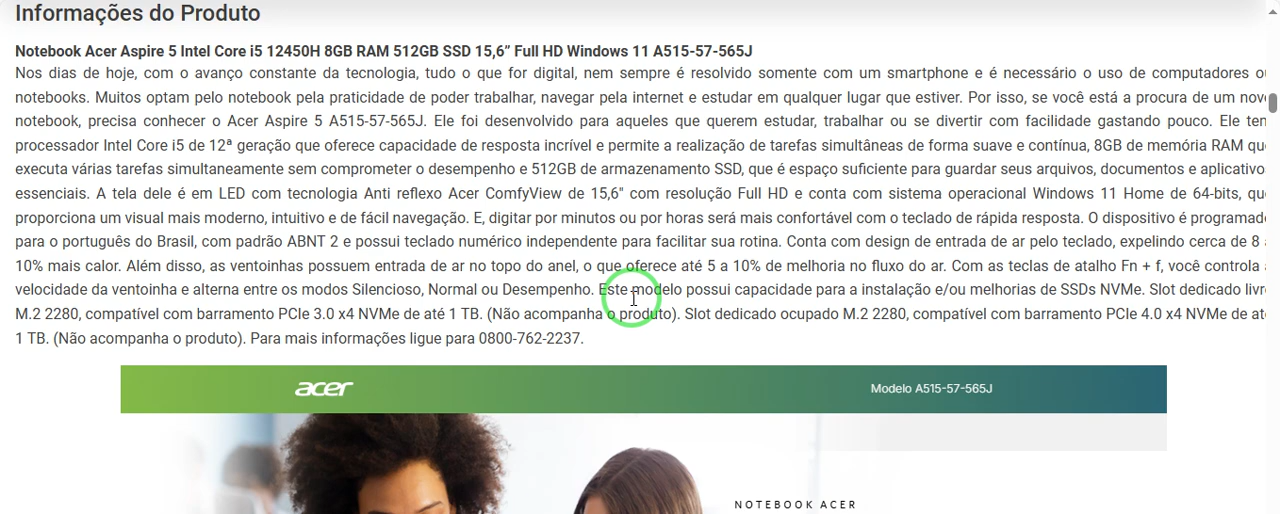 Informações do Produto
Notebook Acer Aspire 5 Intel Core i5 12450H 8GB RAM 512GB SSD 15,6” Full HD Windows 11 A515-57-565J
Nos dias de hoje, com o avanço constante da tecnologia, tudo o que for digital, nem sempre é resolvido somente com um smartphone e é necessário o uso de computadores
notebooks. Muitos optam pelo notebook pela praticidade de poder trabalhar, navegar pela internet e estudar em qualquer lugar que estiver. Por isso, se você está a procura de um
notebook, precisa conhecer o Acer Aspire 5 A515-57-565J. Ele foi desenvolvido para aqueles que querem estudar, trabalhar ou se divertir com facilidade gastando pouco. Ele
processador Intel Core i5 de 12ª geração que oferece capacidade de resposta incrível e permite a realização de tarefas simultâneas de forma suave e contínua, 8GB de memória RAM
executa várias tarefas simultaneamente sem comprometer o desempenho e 512GB de armazenamento SSD, que é espaço suficiente para guardar seus arquivos, documentos e
essenciais. A tela dele é em LED com tecnologia Anti reflexo Acer ComfyView de 15,6" com resolução Full HD e conta com sistema operacional Windows 11 Home de 64-bits,
proporciona um visual mais moderno, intuitivo e de fácil navegação. E, digitar por minutos ou por horas será mais confortável com o teclado de rápida resposta. O dispositivo é
para o português do Brasil, com padrão ABNT 2 e possui teclado numérico independente para facilitar sua rotina. Conta com design de entrada de ar pelo teclado, expelindo cerca de 8
10% mais calor. Além disso, as ventoinhas possuem entrada de ar no topo do anel, o que oferece até 5 a 10% de melhoria no fluxo do ar. Com as teclas de atalho Fn + f, você controla
velocidade da ventoinha e alterna entre os modos Silencioso, Normal ou Desempenho. Este modelo possui capacidade para a instalação e/ou melhorias de SSDs NVMe. Slot dedicado
M.2 2280, compatível com barramento PCIe 3.0 x4 NVMe de até 1 TB. (Não acompanha o produto). Slot dedicado ocupado M.2 2280, compatível com barramento PCIe 4.0 x4 NVMe de
1 TB. (Não acompanha o produto). Para mais informações ligue para 0800-762-2237.
acer
Modelo A515-57-565J
NOTEBOOK ACER